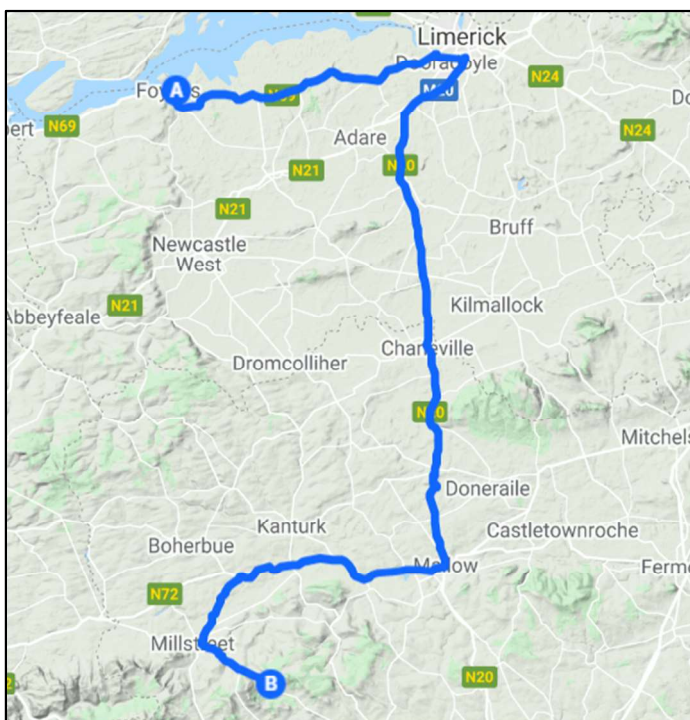 Limerick
Dooradoyle
A
N69
M20
N24
Do
N69
Adare
N24
N21
N20
N21
Bruff
Newcastle
West
N21
Kilmallock
Abbeyfeale
Charleville
Dromcolliher
N20
Mitchels
Doneraile
Kanturk
Castletownroche
Boherbue
Mallow
Ferm
N72
Millstreet
B
N20